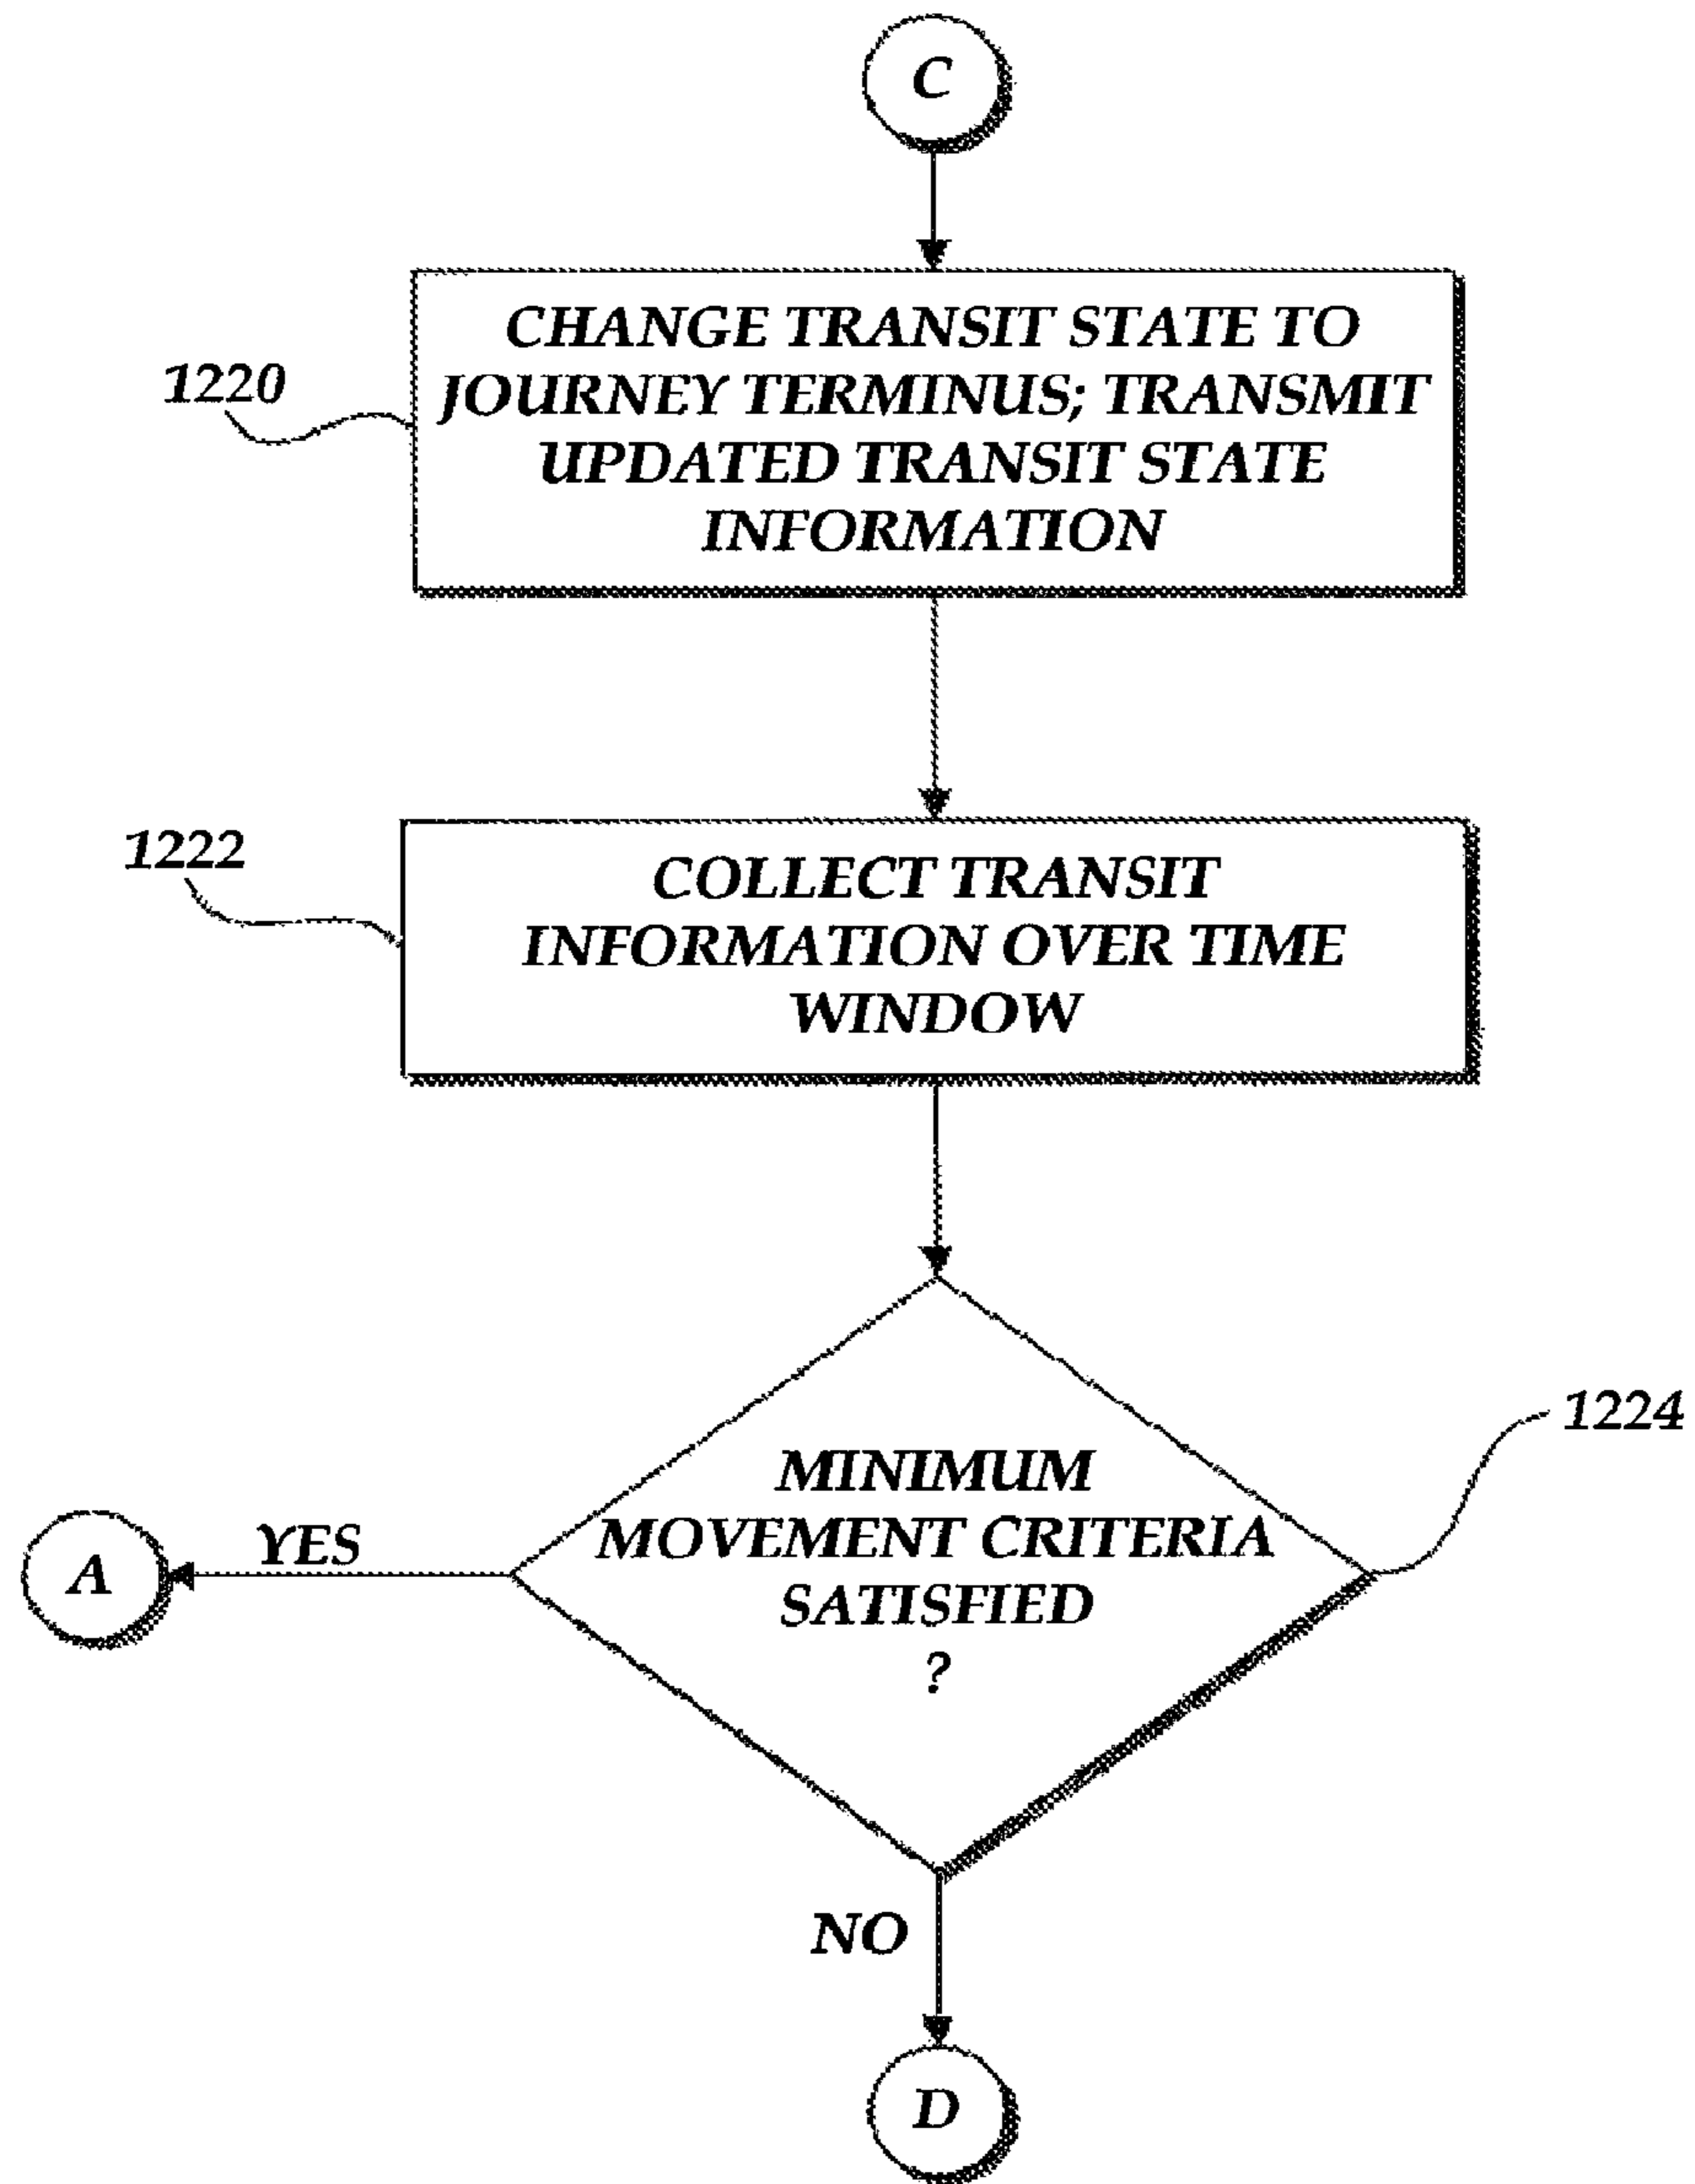 C
1220
CHANGE TRANSIT STATE TO
JOURNEY TERMINUS; TRANSMIT
UPDATED TRANSIT STATE
INFORMATION
1222
COLLECT TRANSIT
INFORMATION OVER TIME
WINDOW
1224
MINIMUM
MOVEMENT CRITERIA
SATISFIED
?
YES
A
NO
D